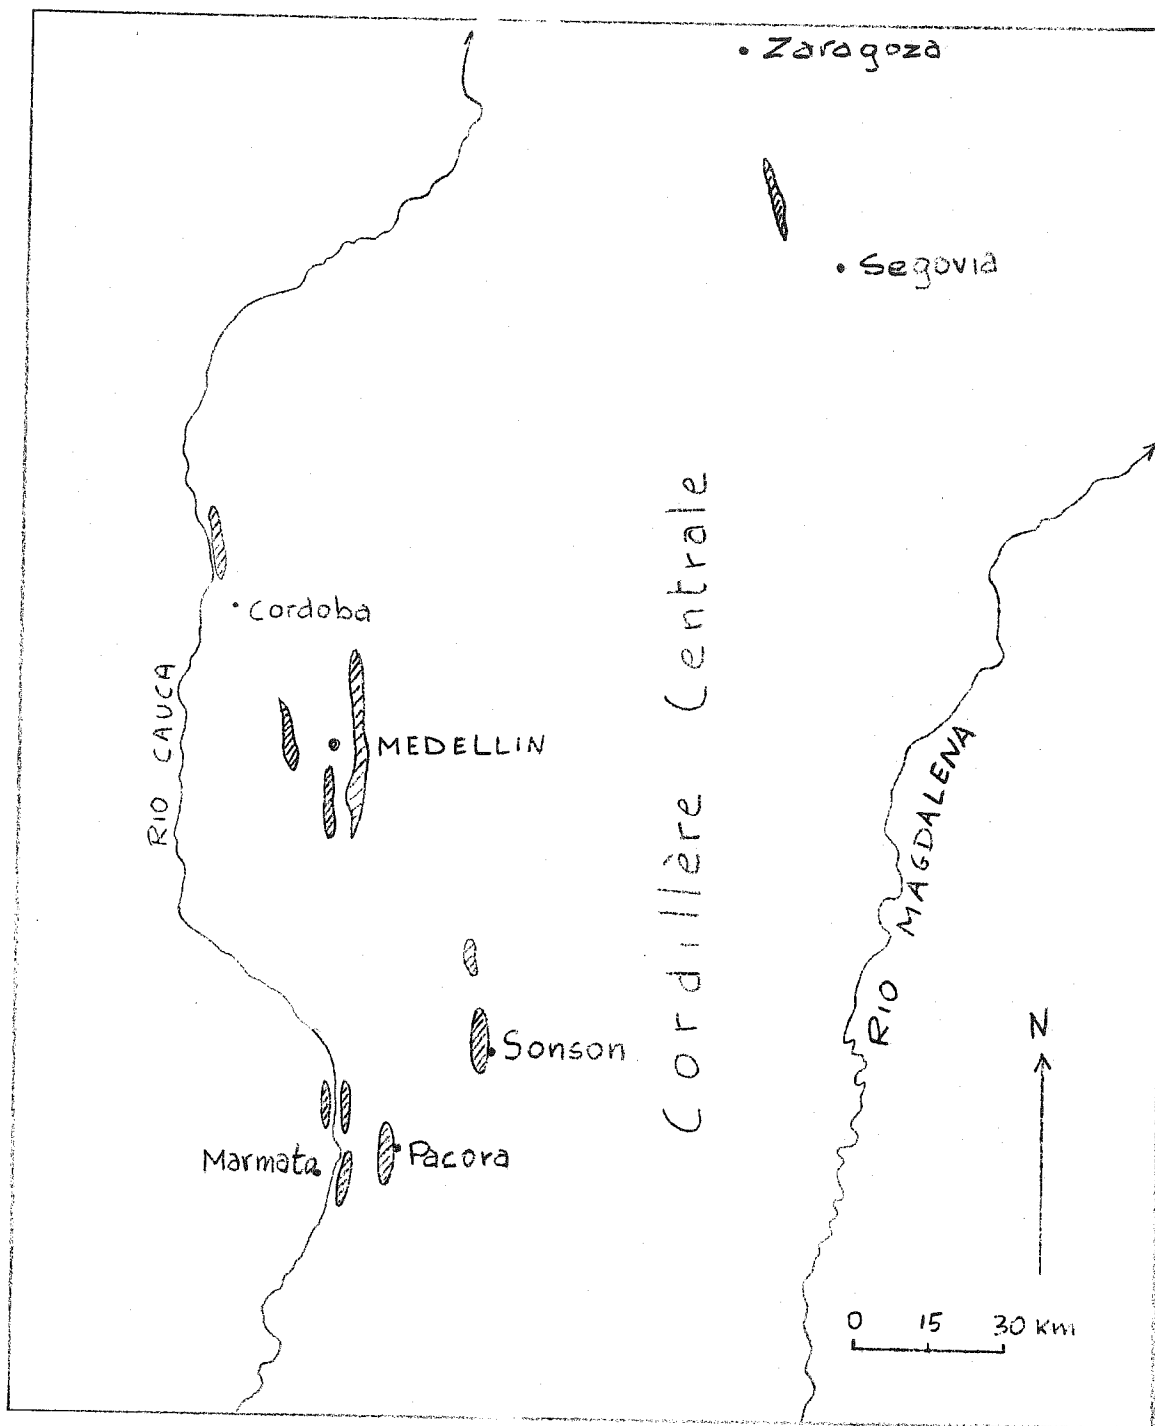 Zaragoza
Segovia
Cordoba
RIO CAUCA
MEDELLIN
Cordillère Centrale
RIO MAGDALENA
Sonson
Marmata
Pacora
N
0 15 30 km